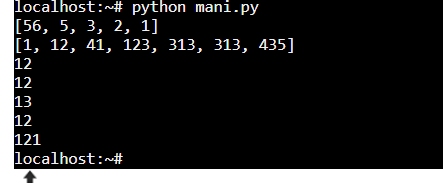 localhost:~# python mani.py
[56, 5, 3, 2, 1]
[1, 12, 41, 123, 313, 313, 435]
12
12
13
12
121
localhost:~#